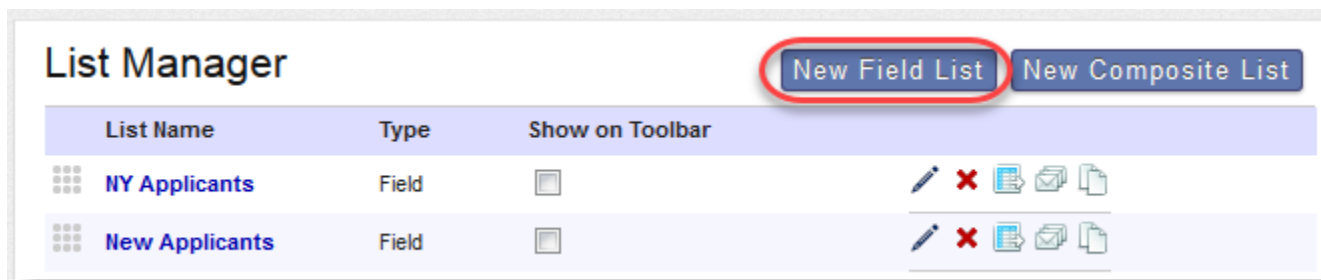 List Manager
New Field List New Composite List
List Name Type Show on Toolbar
NY Applicants Field
New Applicants Field